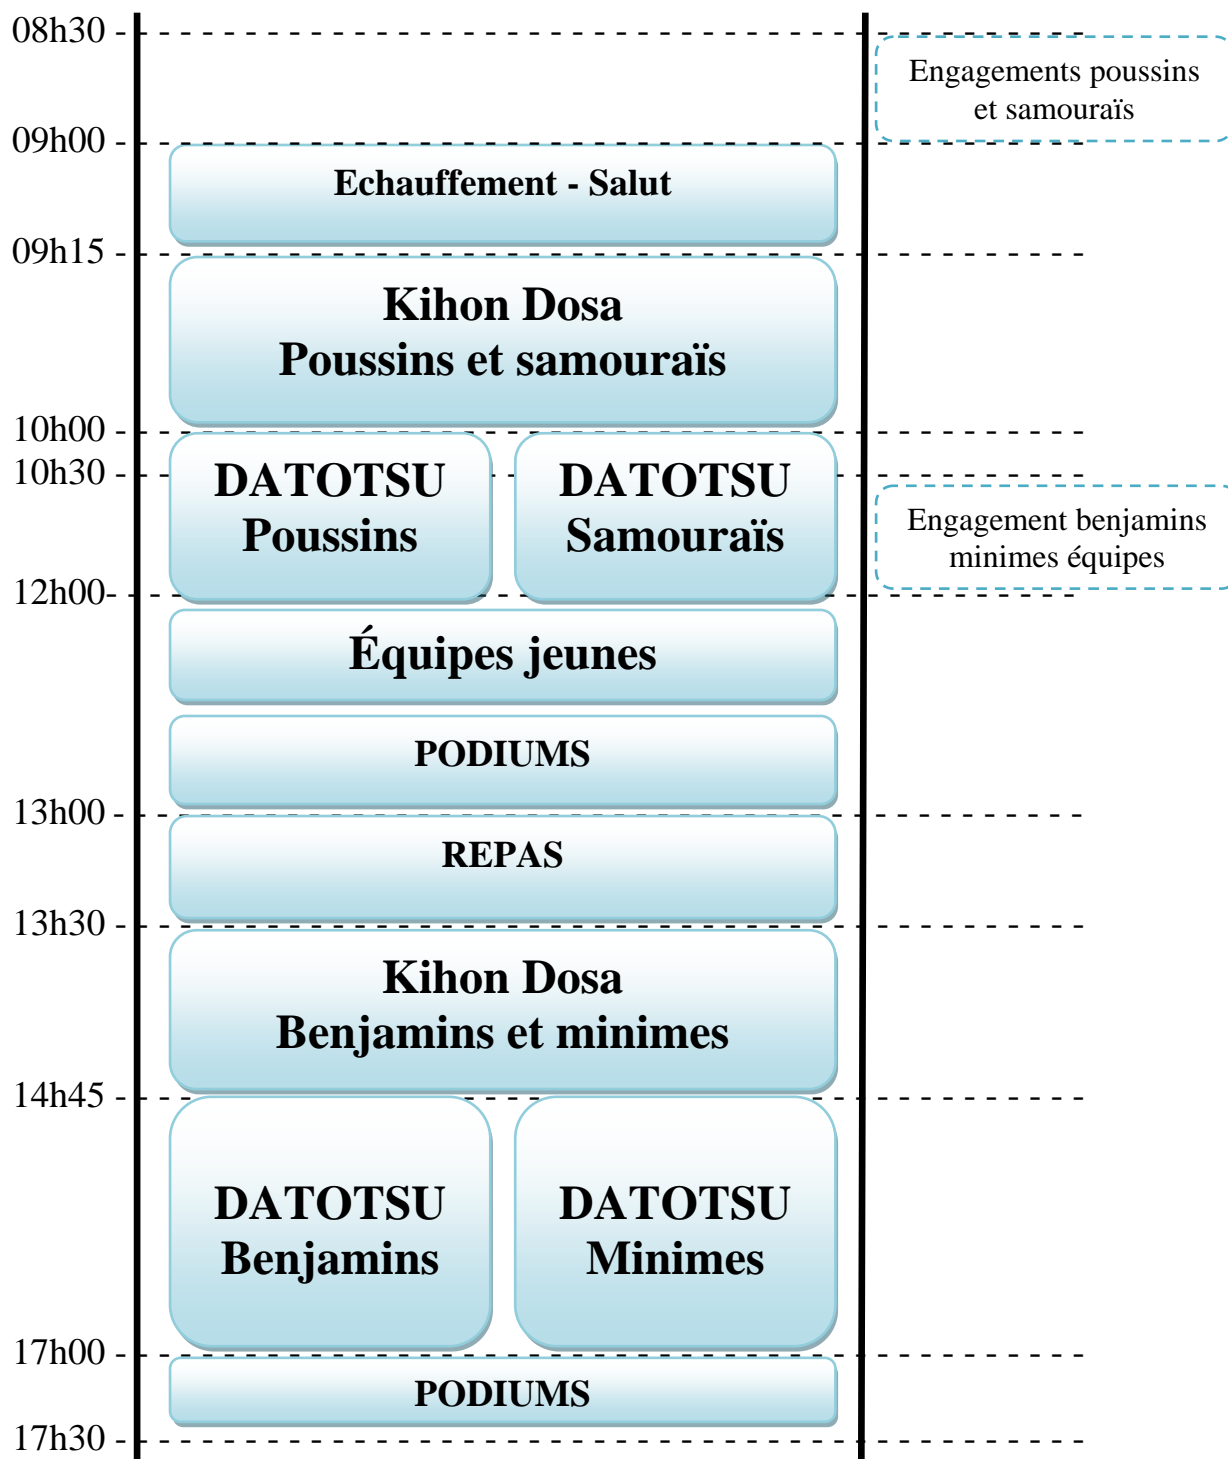 08h30 -
Engagements poussins
et samouraïs
09h00 -
Echauffement - Salut
09h15 -
Kihon Dosa
Poussins et samouraïs
10h00 -
10h30 -
DATOTSU
Poussins
DATOTSU
Samouraïs
Engagement benjamins
minimes équipes
12h00-
Équipes jeunes
PODIUMS
13h00 -
REPAS
13h30 -
Kihon Dosa
Benjamins et minimes
14h45 -
DATOTSU
Benjamins
DATOTSU
Minimes
17h00 -
PODIUMS
17h30 -